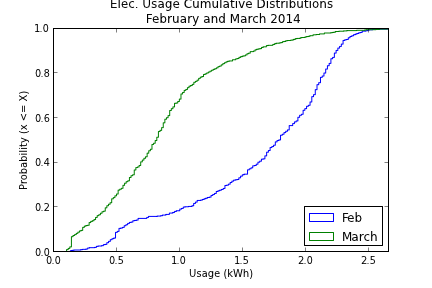 Elec. Usage Cumulative Distributions
February and March 2014
1.0
0.8
0.6
0.4
0.2
0.0
Probability (x <= X)
Feb
March
0.0 0.5 1.0 1.5 2.0 2.5
Usage (kWh)